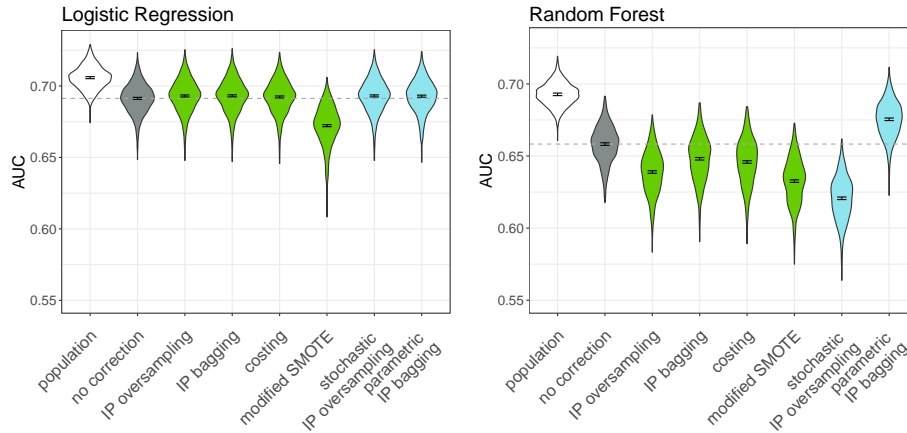 Logistic Regression
AUC
0.70
0.65
0.60
0.55
population
no correction
IP oversampling
IP bagging
costing
modified SMOTE
stochastic
IP oversampling
parametric
IP bagging
Random Forest
AUC
0.70
0.65
0.60
0.55
population
no correction
IP oversampling
IP bagging
costing
modified SMOTE
stochastic
IP oversampling
parametric
IP bagging